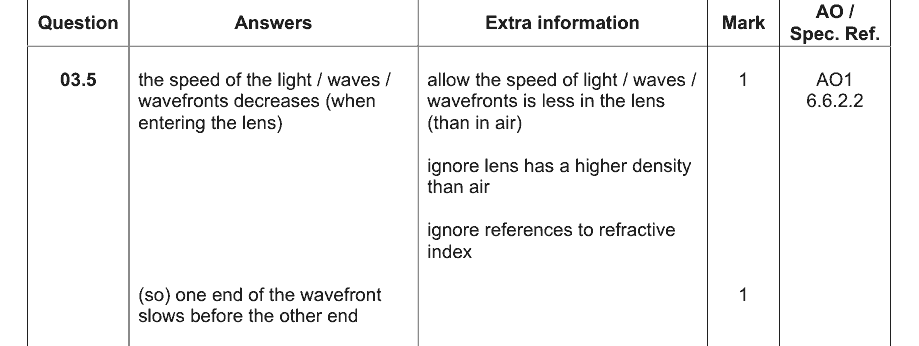 Question Answers Extra information Mark AO /
Spec. Ref.
03.5 the speed of the light / waves / allow the speed of light / waves / 1 AO1
wavefronts decreases (when wavefronts is less in the lens 6.6.2.2
entering the lens) (than in air)
ignore lens has a higher density
than air
ignore references to refractive
index
(so) one end of the wavefront 1
slows before the other end